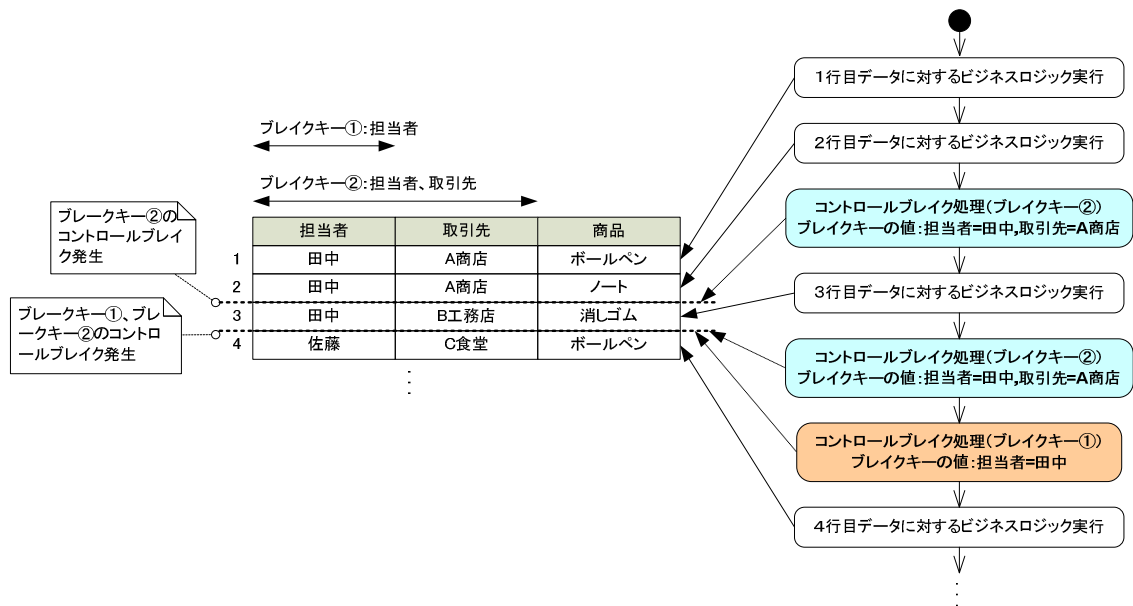 ブレイクキー①:担当者
ブレイクキー②:担当者、取引先
ブレークキー②の
コントロールブレイ
ク発生
ブレークキー①、ブレ
ークキー②のコントロ
ールブレイク発生
担当者 取引先 商品
1 田中 A商店 ボールペン
2 田中 A商店 ノート
3 田中 B工務店 消しゴム
4 佐藤 C食堂 ボールペン
1行目データに対するビジネスロジック実行
2行目データに対するビジネスロジック実行
コントロールブレイク処理(ブレイクキー②)
ブレイクキーの値:担当者=田中,取引先=A商店
3行目データに対するビジネスロジック実行
コントロールブレイク処理(ブレイクキー②)
ブレイクキーの値:担当者=田中,取引先=A商店
コントロールブレイク処理(ブレイクキー①)
ブレイクキーの値:担当者=田中
4行目データに対するビジネスロジック実行